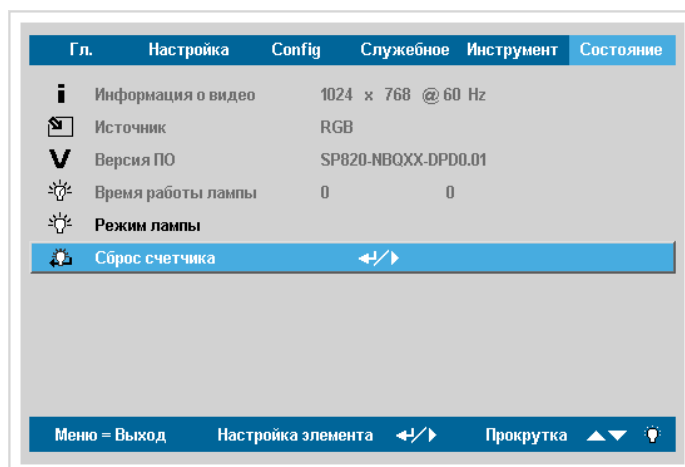 Гл. Настройка Config Служебное Инструмент Состояние
Информация о видео 1024 x 768 @ 60 Hz
Источник RGB
Версия ПО SP820-NBQXX-DPD0.01
Время работы лампы 0 0
Режим лампы
Сброс счетчика
Меню = Выход Настройка элемента Прокрутка